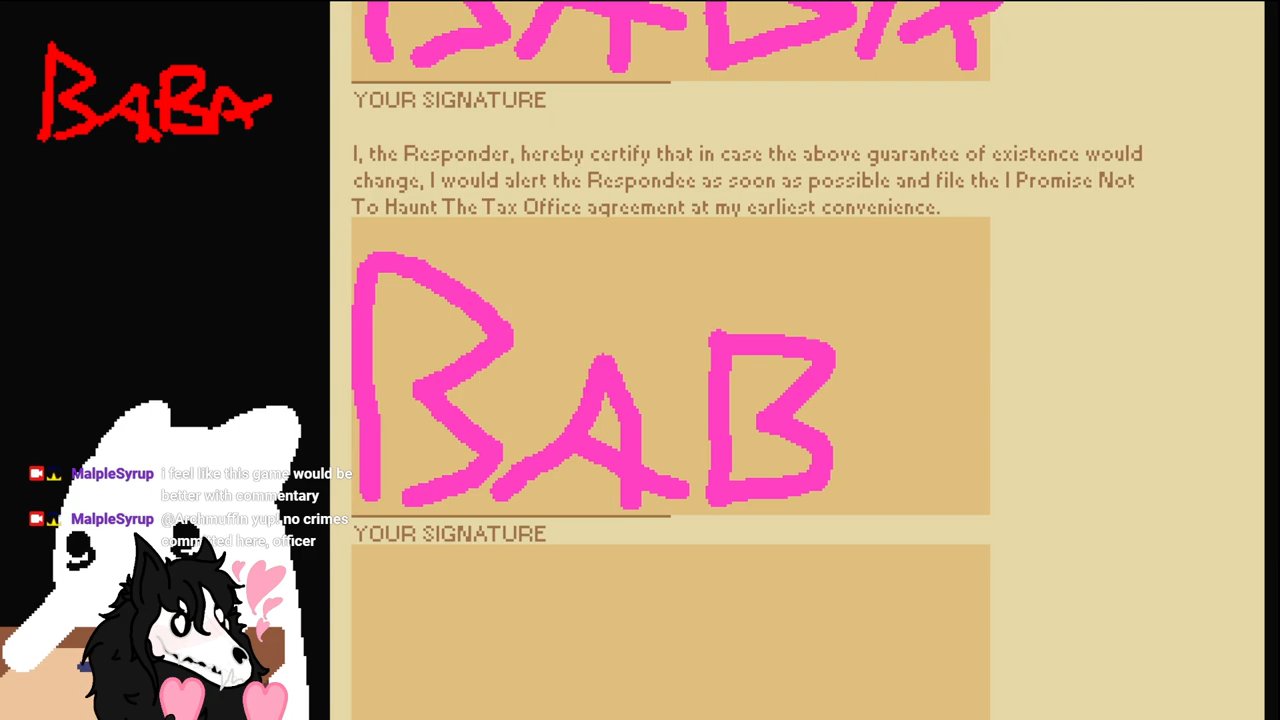 BABA
BABA
YOUR SIGNATURE
I, the Responder, hereby certify that in case the above guarantee of existence would
change, I would alert the Respondee as soon as possible and file the I Promise Not
To Haunt The Tax Office agreement at my earliest convenience.
BAB
YOUR SIGNATURE
MalpleSyrup i feel like this game would be
better with commentary
MalpleSyrup @Archmuffin yup! no crimes
officer